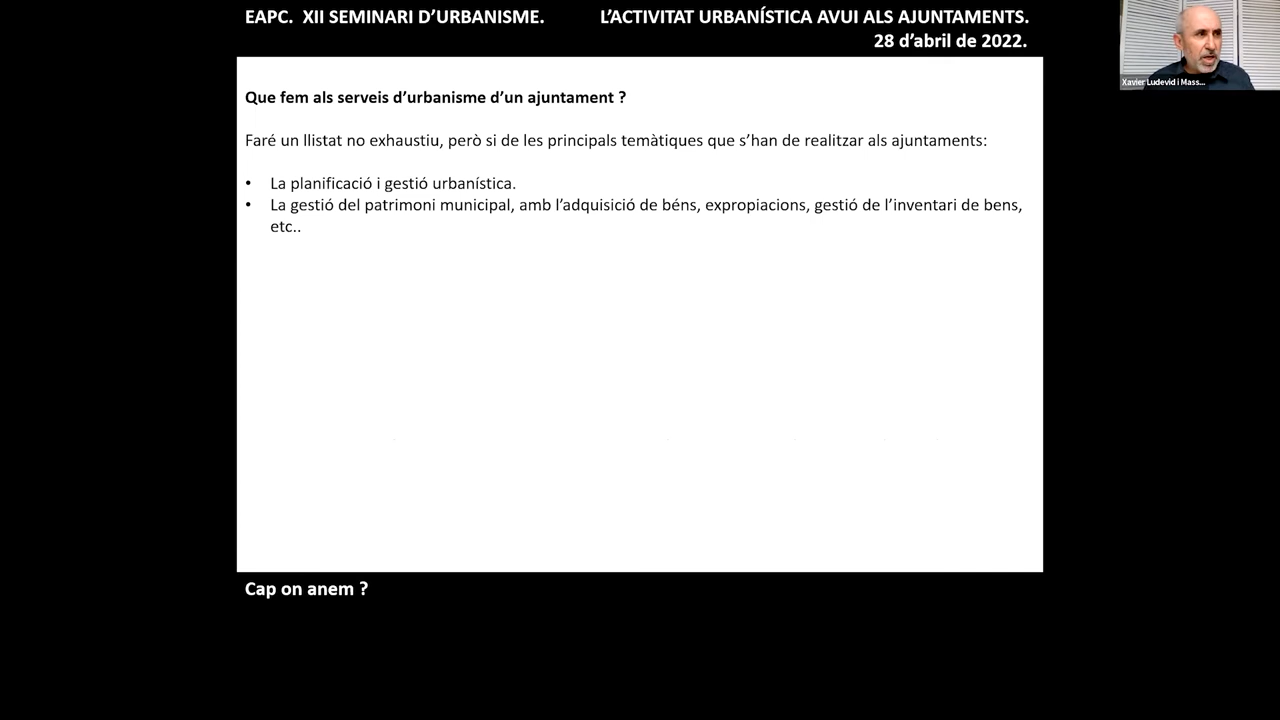 EAPC.  XII SEMINARI D’URBANISME. L’ACTIVITAT URBANÍSTICA AVUI ALS AJUNTAMENTS.
28 d’abril de 2022.
Xavier Ludevid i Mass...
Que fem als serveis d’urbanisme d’un ajuntament ?
Faré un llistat no exhaustiu, però si de les principals temàtiques que s’han de realitzar als ajuntaments:
• La planificació i gestió urbanística.
• La gestió del patrimoni municipal, amb l’adquisició de béns, expropiacions, gestió de l’inventari de bens,
etc..
Cap on anem ?